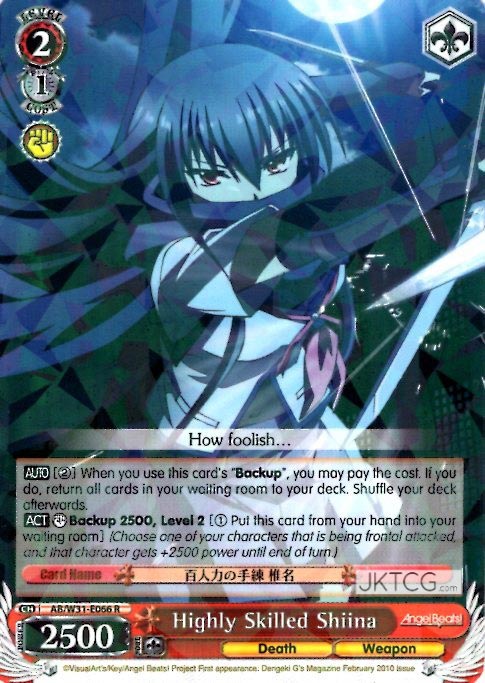 LEVEL
2
1
COST
How foolish...
AUTO [②] When you use this card's "Backup", you may pay the cost. If you
do, return all cards in your waiting room to your deck. Shuffle your deck
afterwards.
ACT Backup 2500, Level 2 [① Put this card from your hand into your
waiting room] (Choose one of your characters that is being frontal attacked,
and that character gets +2500 power until end of turn.)
Card Name 百人力の手練 椎名
JKTCG.com
CH AB/W31-E066 R Highly Skilled Shiina Angel Beats!
POWER 2500 Death Weapon
©VisualArt's/Key/Angel Beats! Project First appearance: Dengeki G's Magazine February 2010 issue